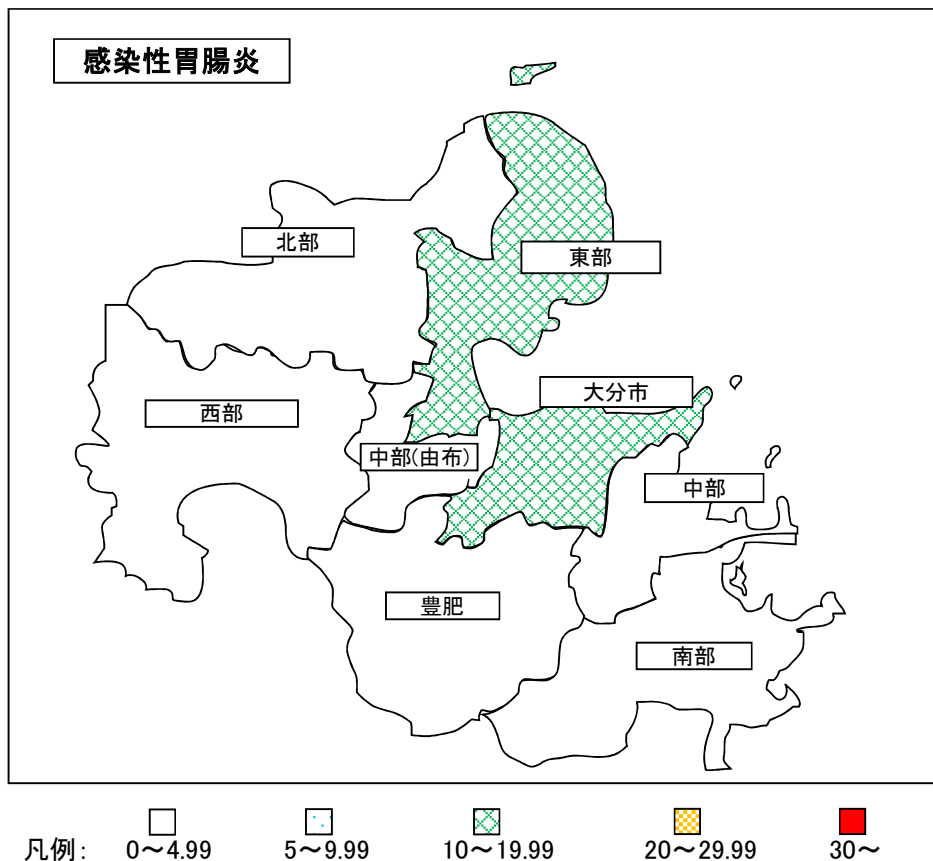 感染性胃腸炎
北部
東部
大分市
西部
中部(由布)
中部
豊肥
南部
凡例: 0～4.99 5～9.99 10～19.99 20～29.99 30～